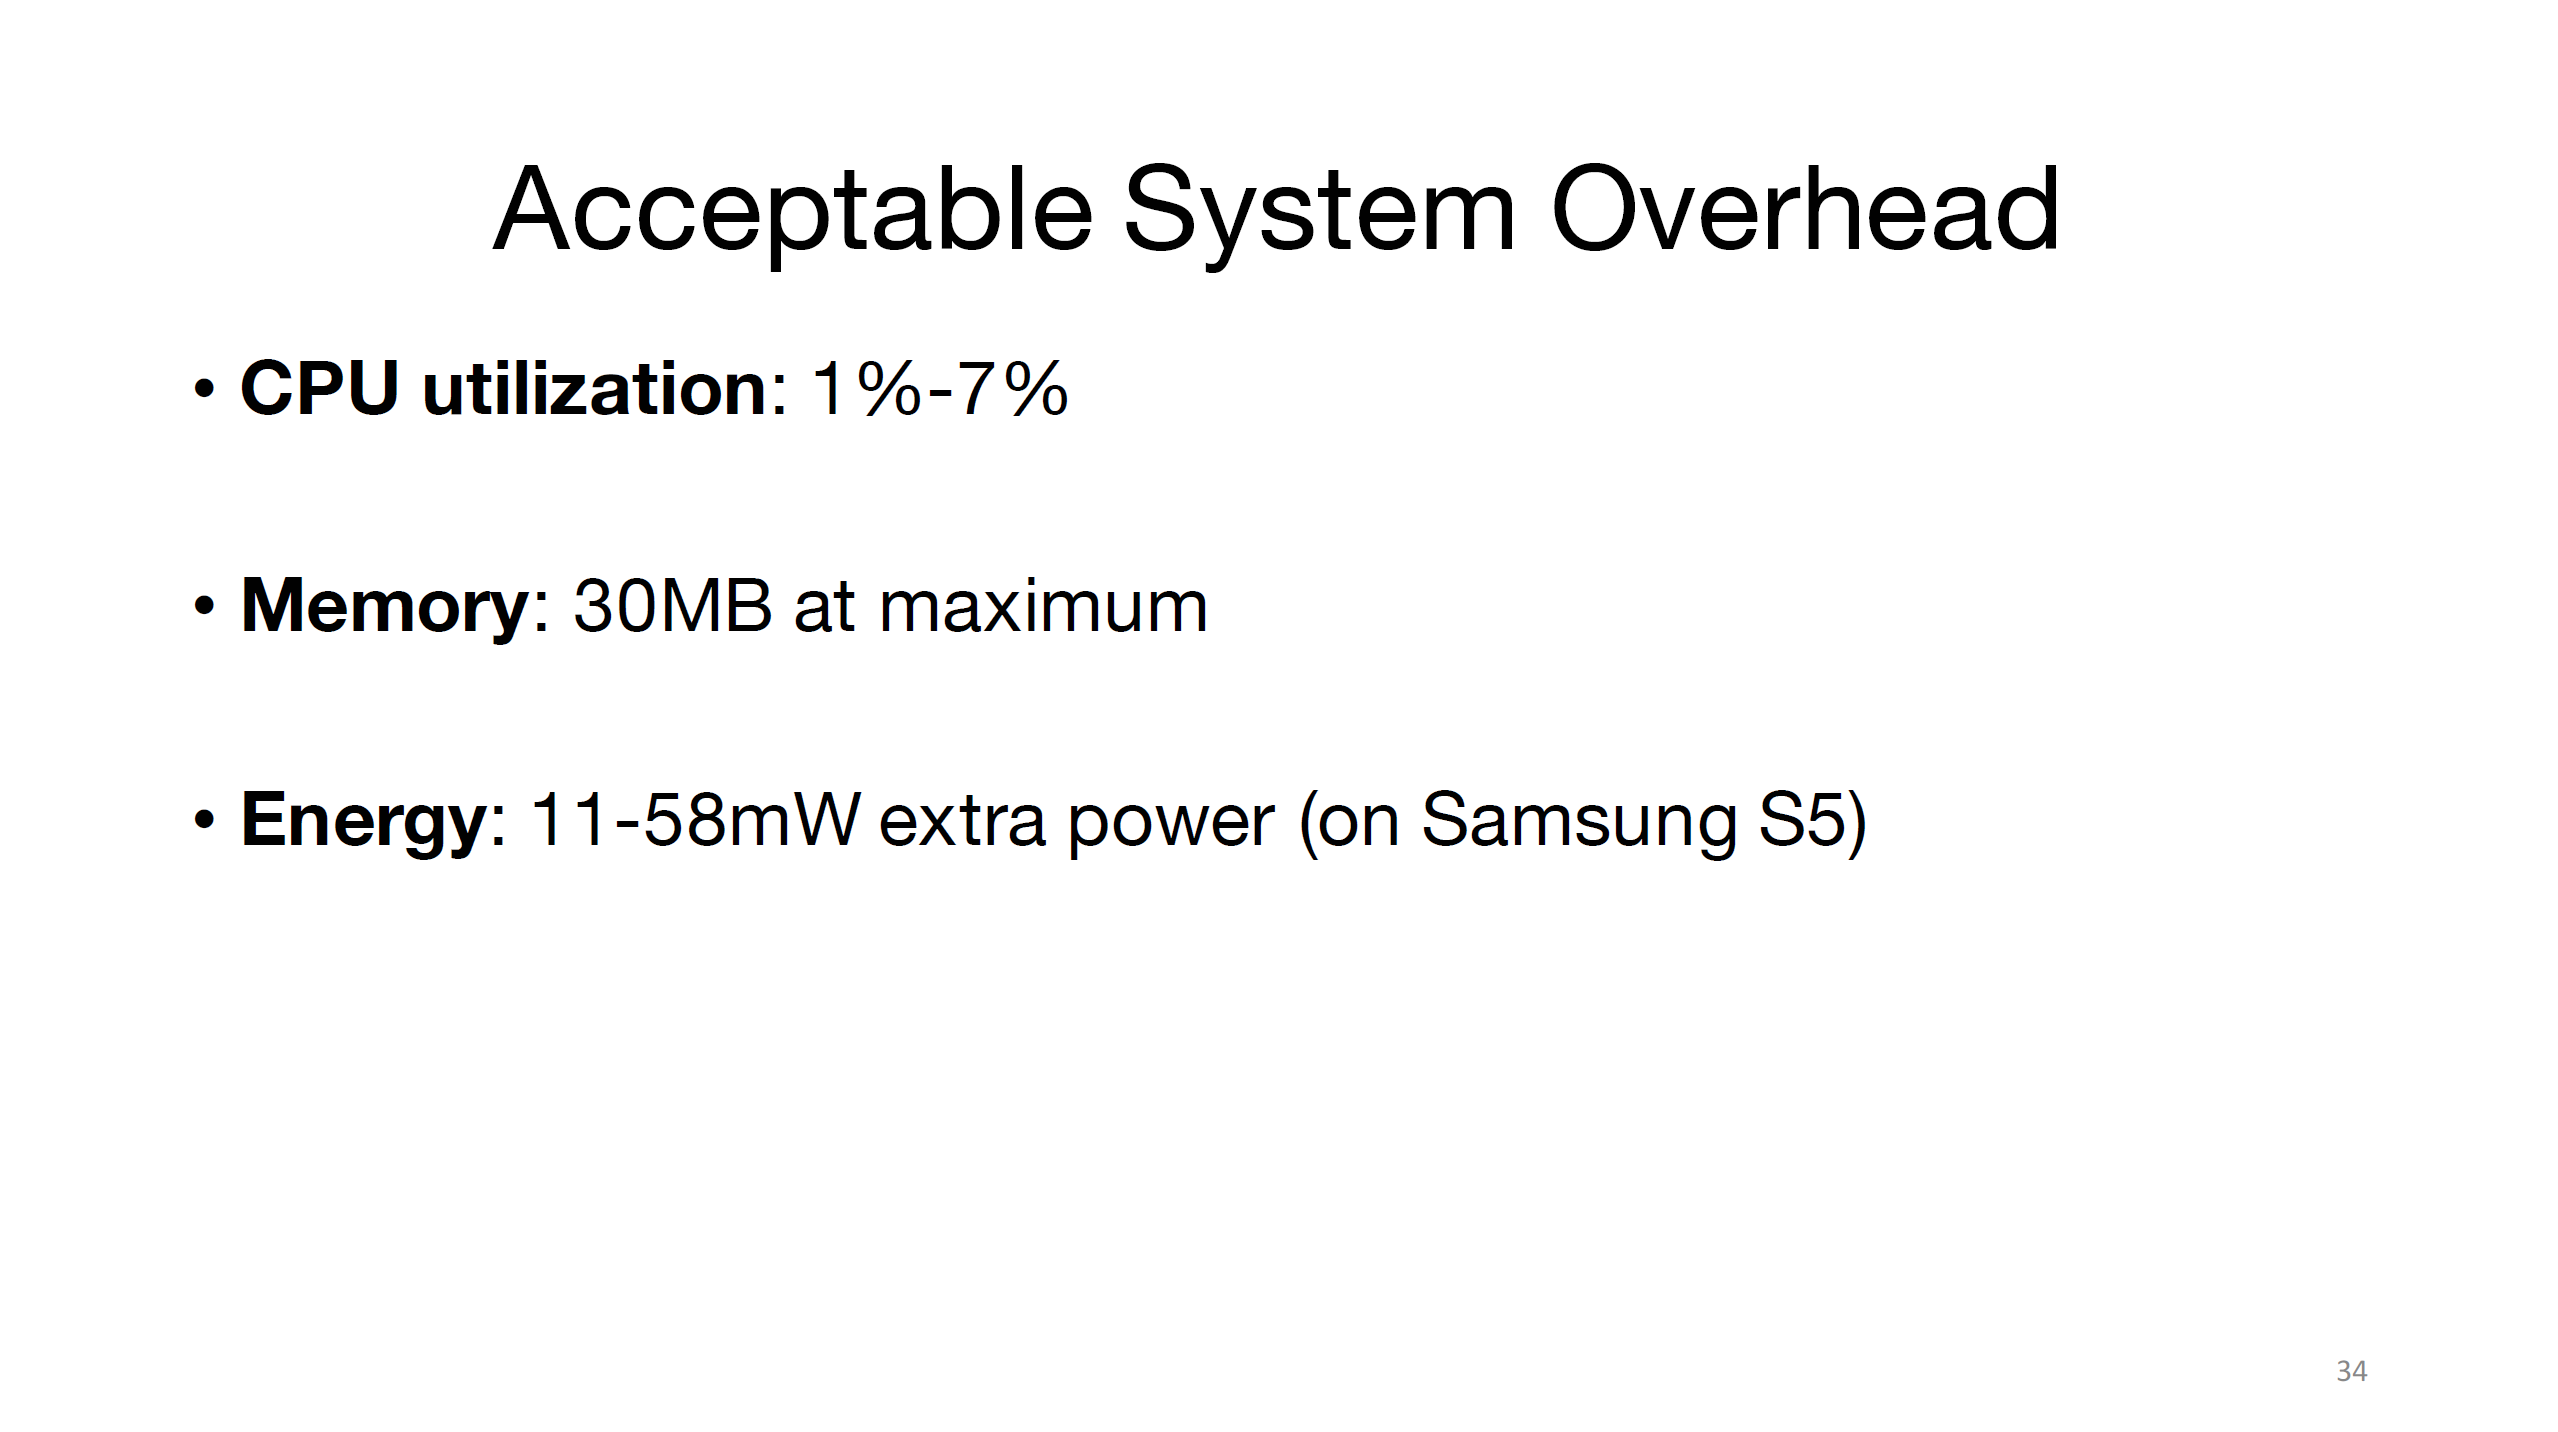 Acceptable System Overhead
• CPU utilization: 1%-7%
• Memory: 30MB at maximum
• Energy: 11-58mW extra power (on Samsung S5)
34